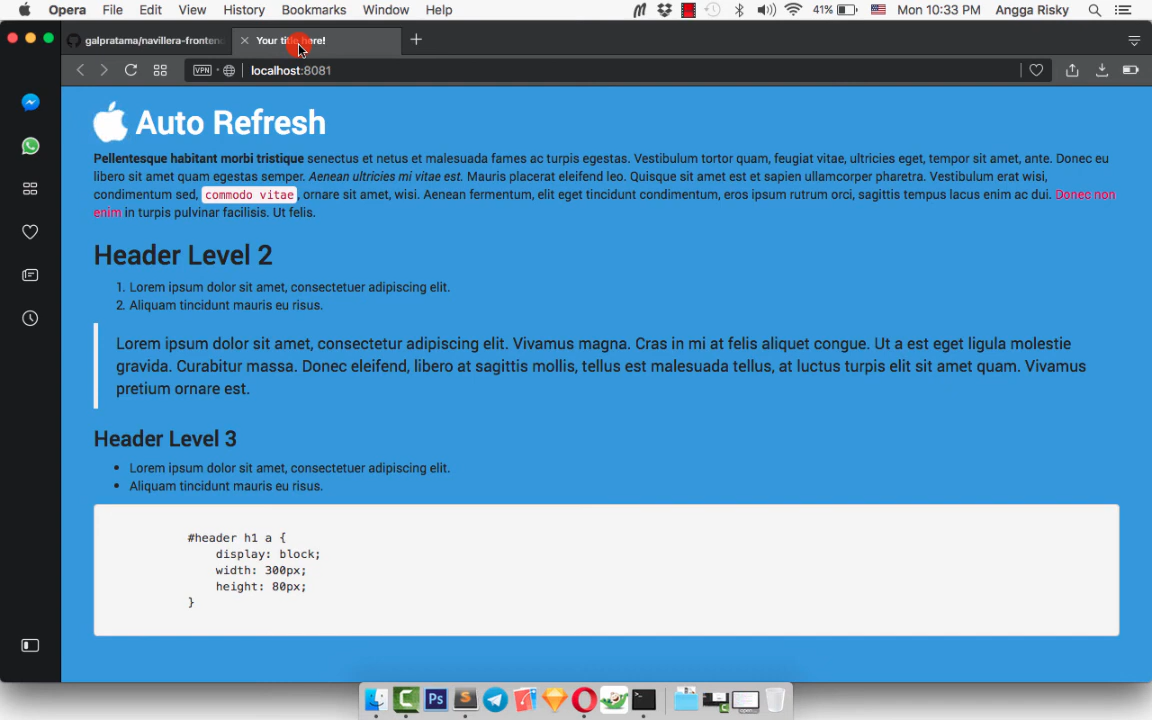 Opera File Edit View History Bookmarks Window Help 41% Mon 10:33 PM Angga Risky
galpratama/navillera-fronten Your title here!
VPN localhost:8081
Auto Refresh
Pellentesque habitant morbi tristique senectus et netus et malesuada fames ac turpis egestas. Vestibulum tortor quam, feugiat vitae, ultricies eget, tempor sit amet, ante. Donec eu
libero sit amet quam egestas semper. Aenean ultricies mi vitae est. Mauris placerat eleifend leo. Quisque sit amet est et sapien ullamcorper pharetra. Vestibulum erat wisi,
condimentum sed, commodo vitae, ornare sit amet, wisi. Aenean fermentum, elit eget tincidunt condimentum, eros ipsum rutrum orci, sagittis tempus lacus enim ac dui. Donec non
enim in turpis pulvinar facilisis. Ut felis.
Header Level 2
1. Lorem ipsum dolor sit amet, consectetuer adipiscing elit.
2. Aliquam tincidunt mauris eu risus.
Lorem ipsum dolor sit amet, consectetur adipiscing elit. Vivamus magna. Cras in mi at felis aliquet congue. Ut a est eget ligula molestie
gravida. Curabitur massa. Donec eleifend, libero at sagittis mollis, tellus est malesuada tellus, at luctus turpis elit sit amet quam. Vivamus
pretium ornare est.
Header Level 3
• Lorem ipsum dolor sit amet, consectetuer adipiscing elit.
• Aliquam tincidunt mauris eu risus.
#header h1 a {
display: block;
width: 300px;
height: 80px;
}
Ps